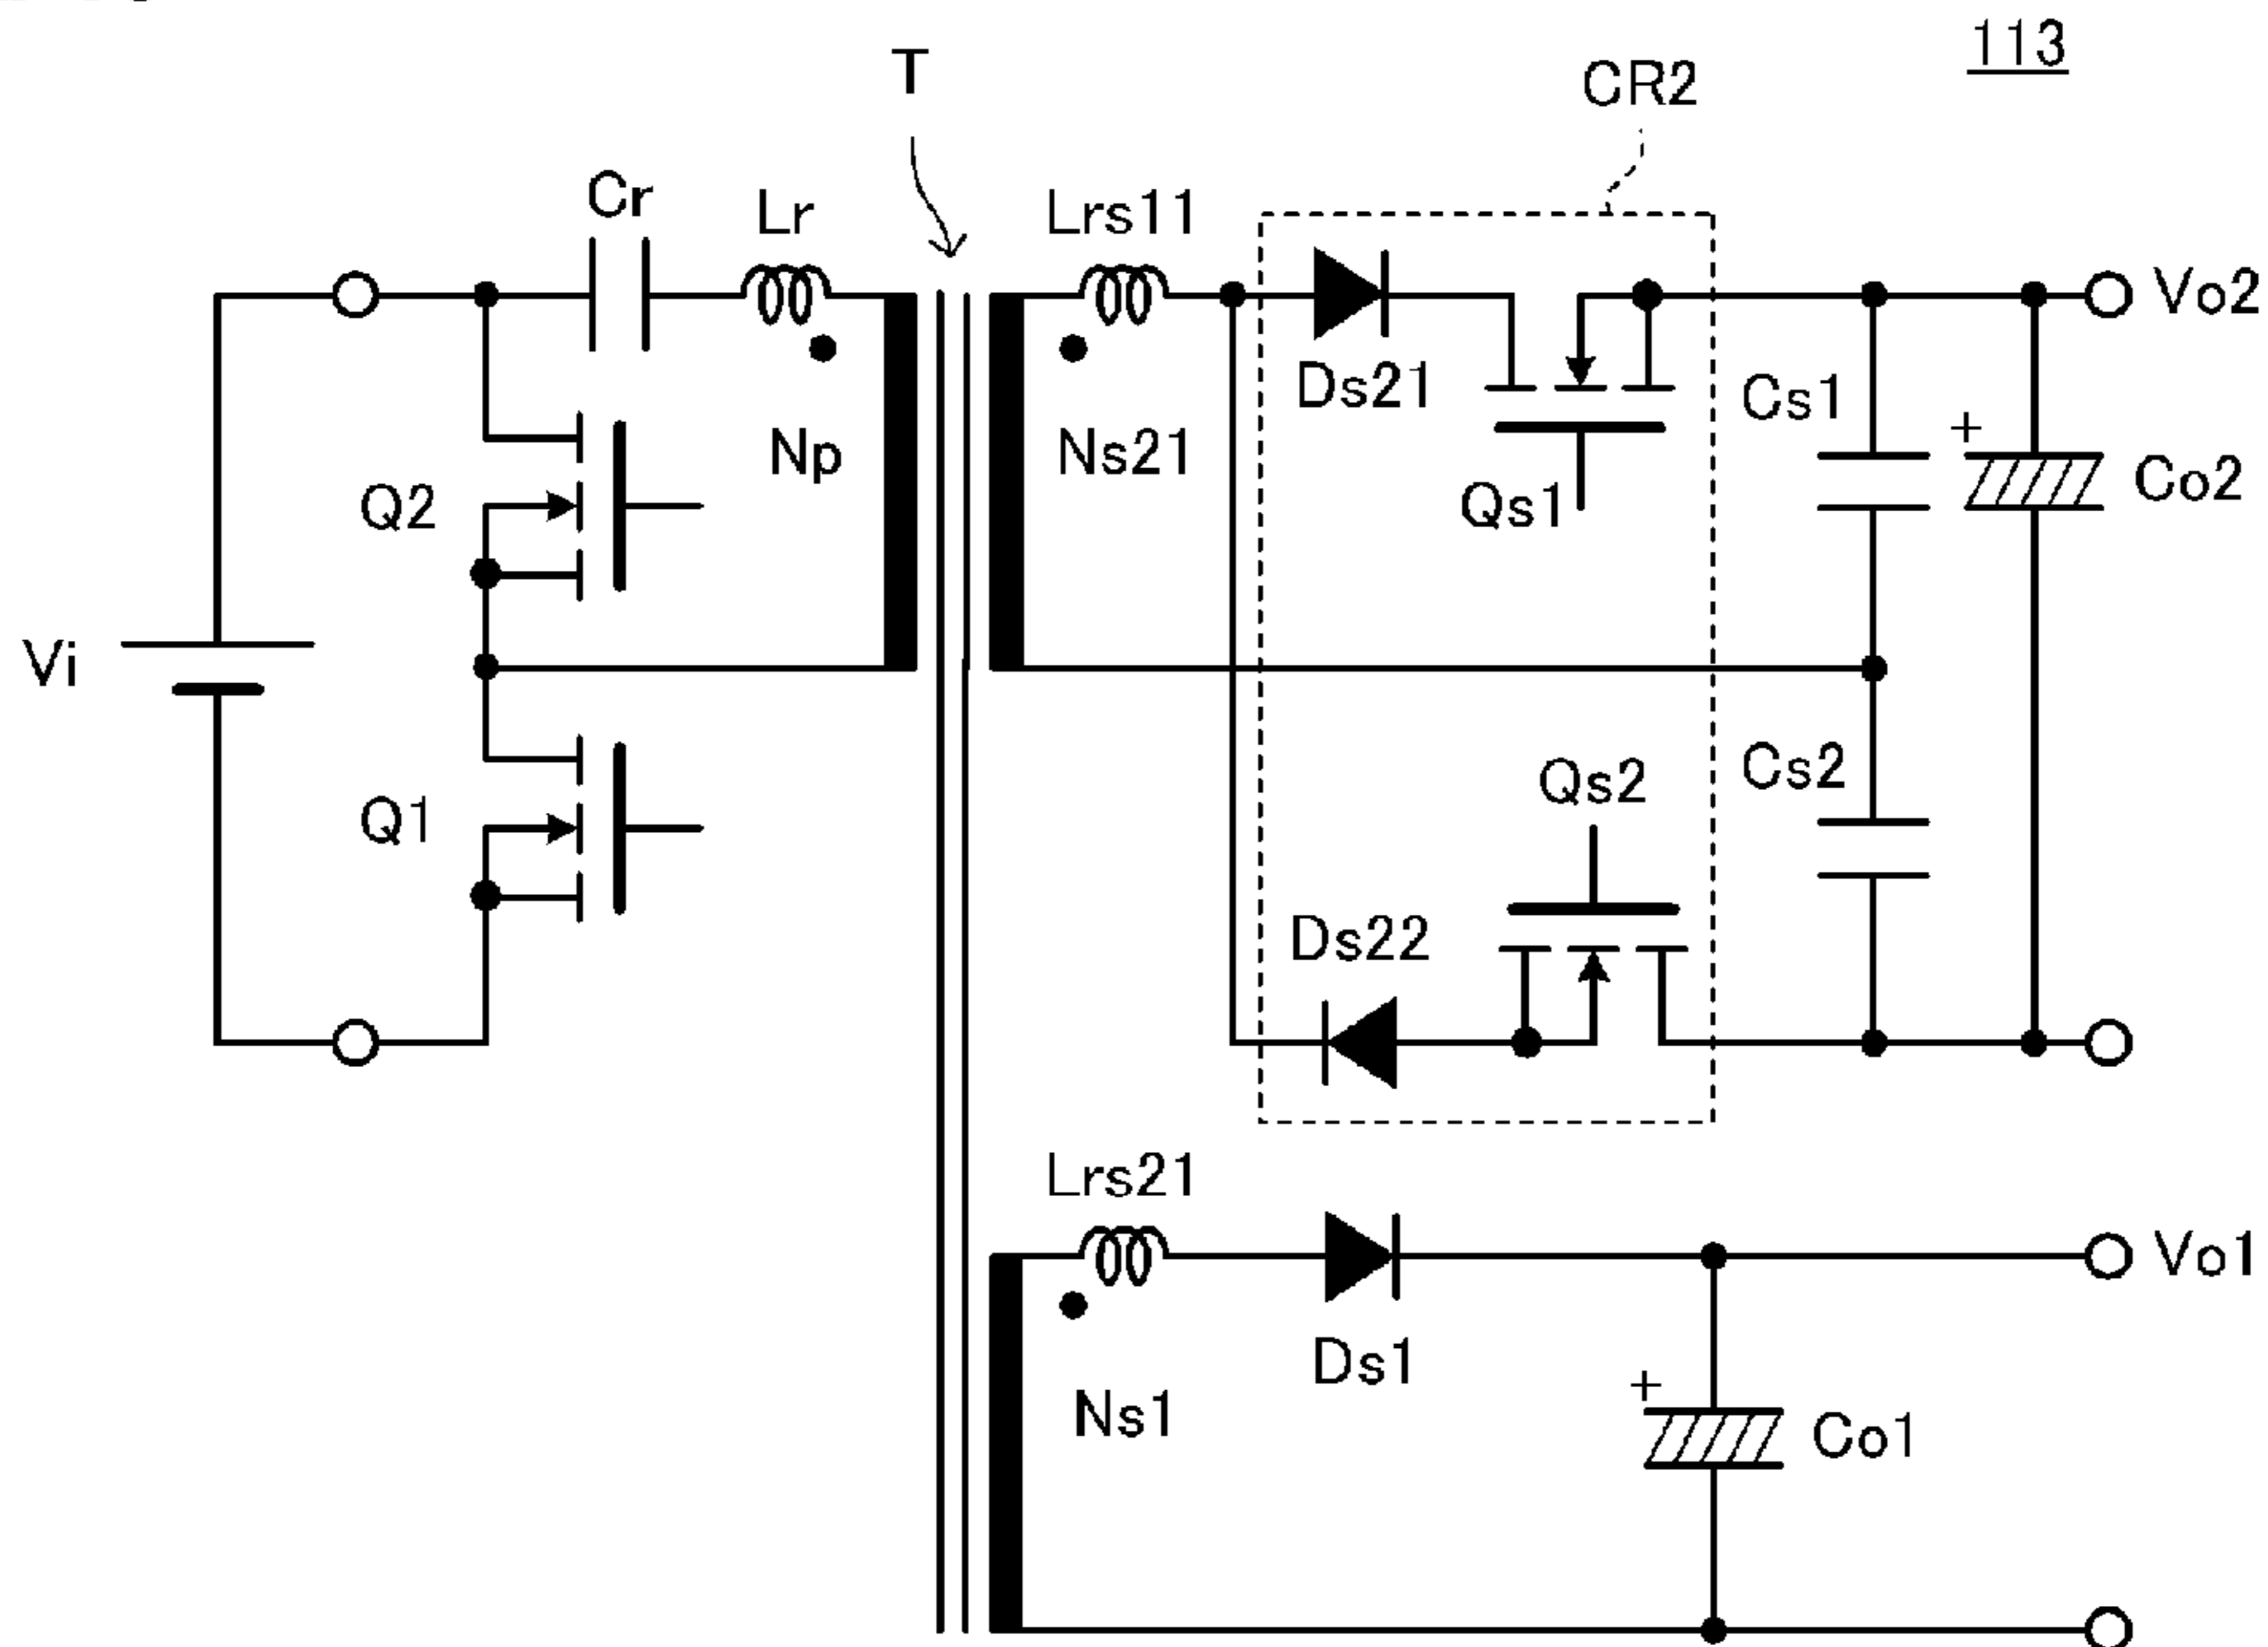 113
T
CR2
Cr
Lr
Lrs11
Vo2
Ds21
Cs1
+
Np
Ns21
Co2
Q2
Qs1
Vi
Qs2
Cs2
Q1
Ds22
Lrs21
Vo1
Ds1
+
Ns1
Co1